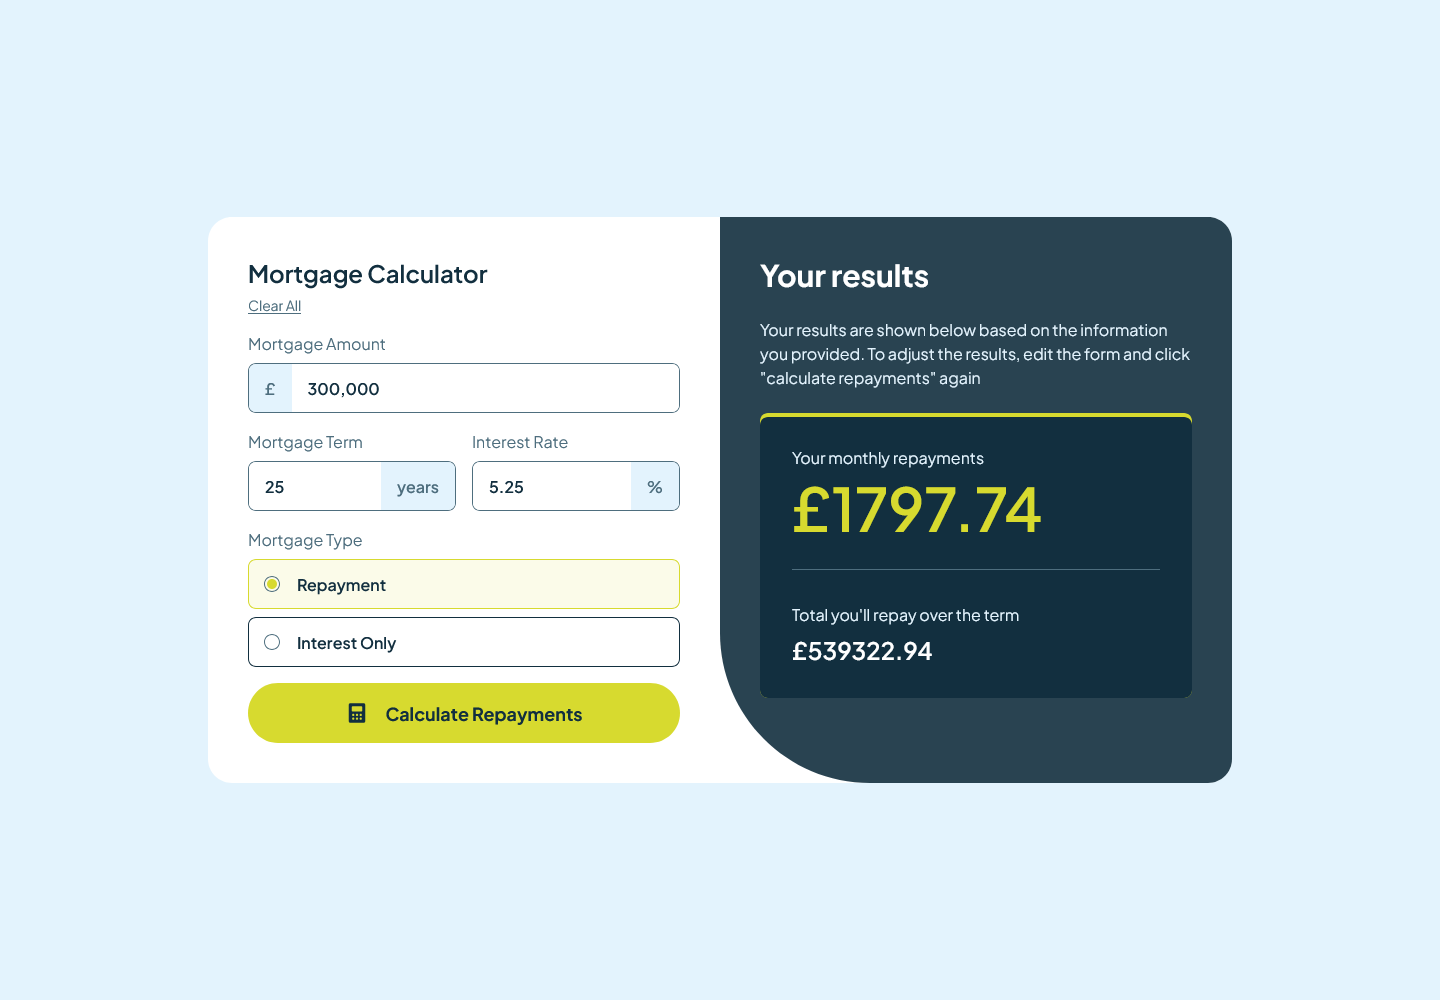 Mortgage Calculator
Clear All
Mortgage Amount
£ 300,000
Mortgage Term
25 years
Interest Rate
5.25 %
Mortgage Type
Repayment
Interest Only
Calculate Repayments
Your results
Your results are shown below based on the information
you provided. To adjust the results, edit the form and click
"calculate repayments" again
Your monthly repayments
£1797.74
Total you'll repay over the term
£539322.94